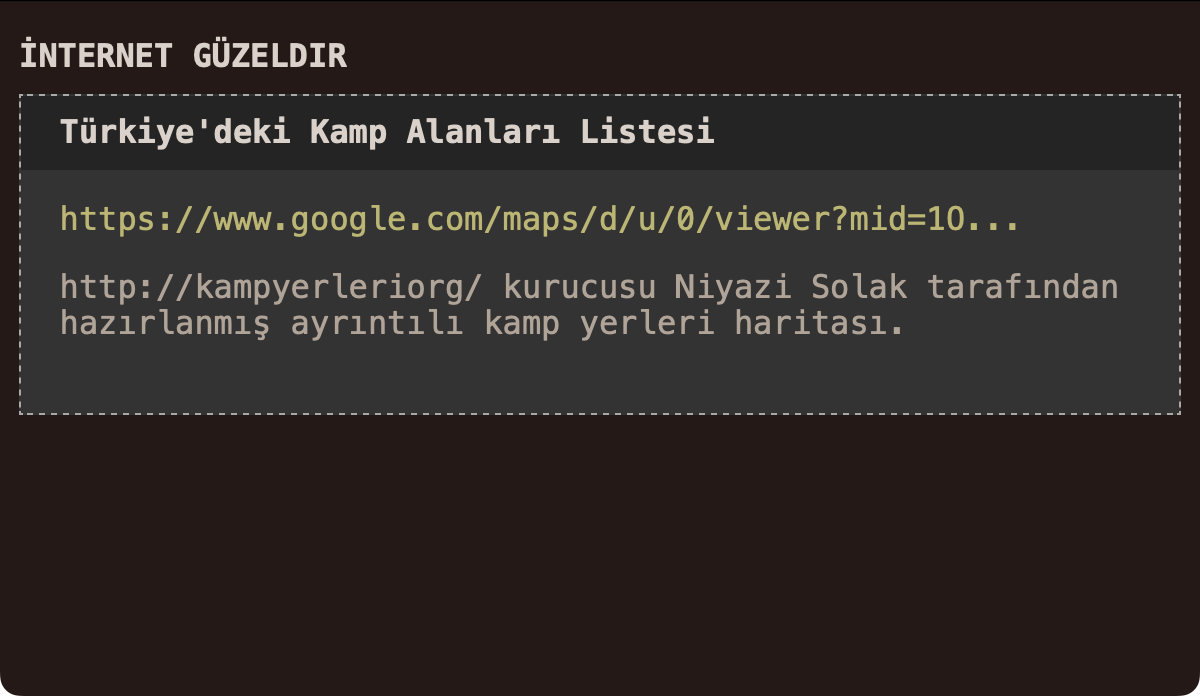 İNTERNET GÜZELDIR
Türkiye'deki Kamp Alanları Listesi
https://www.google.com/maps/d/u/0/viewer?mid=1O...
http://kampyerleriorg/ kurucusu Niyazi Solak tarafından
hazırlanmış ayrıntılı kamp yerleri haritası.